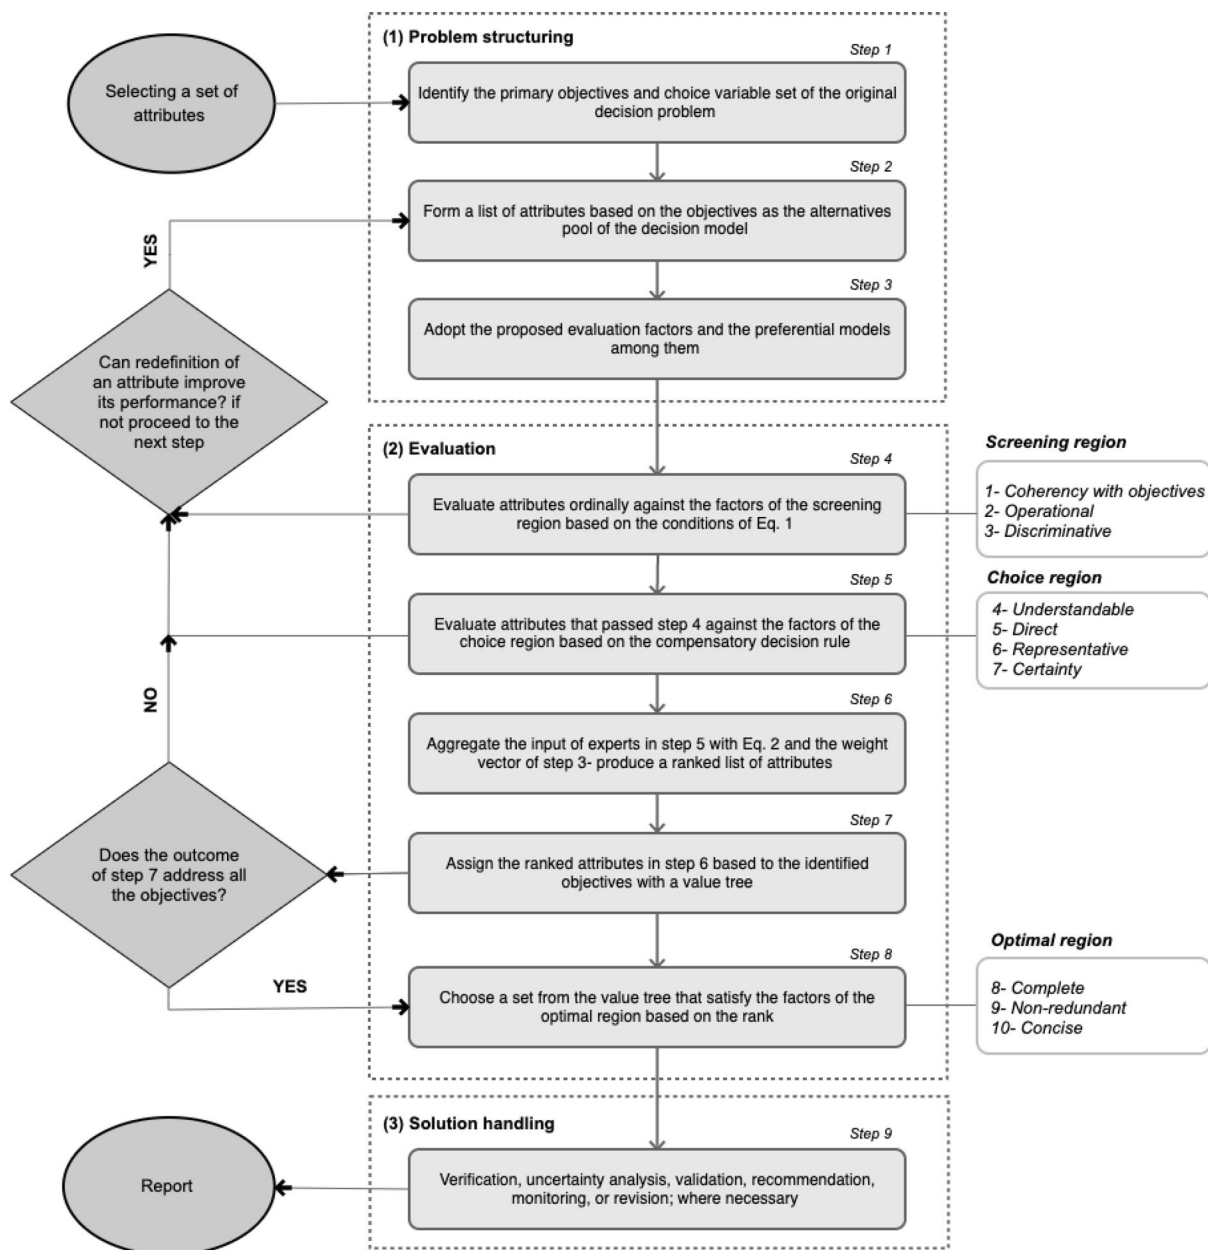 (1) Problem structuring
Step 1
Selecting a set of
attributes
Identify the primary objectives and choice variable set of the original
decision problem
Step 2
Form a list of attributes based on the objectives as the alternatives
pool of the decision model
YES
Step 3
Adopt the proposed evaluation factors and the preferential models
among them
Can redefinition of
an attribute improve
its performance? if
not proceed to the
next step
(2) Evaluation
Step 4
Evaluate attributes ordinally against the factors of the screening
region based on the conditions of Eq. 1
Screening region
1- Coherency with objectives
2- Operational
3- Discriminative
Step 5
Evaluate attributes that passed step 4 against the factors of the
choice region based on the compensatory decision rule
Choice region
4- Understandable
5- Direct
6- Representative
7- Certainty
NO
Step 6
Aggregate the input of experts in step 5 with Eq. 2 and the weight
vector of step 3- produce a ranked list of attributes
Step 7
Assign the ranked attributes in step 6 based to the identified
objectives with a value tree
Does the outcome
of step 7 address all
the objectives?
YES
Step 8
Choose a set from the value tree that satisfy the factors of the
optimal region based on the rank
Optimal region
8- Complete
9- Non-redundant
10- Concise
(3) Solution handling
Step 9
Verification, uncertainty analysis, validation, recommendation,
monitoring, or revision; where necessary
Report